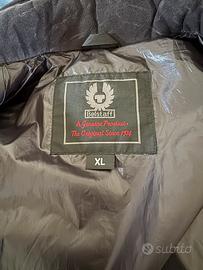 Belstaff
A Genuine Product
The Original Since 1924
XL
subito